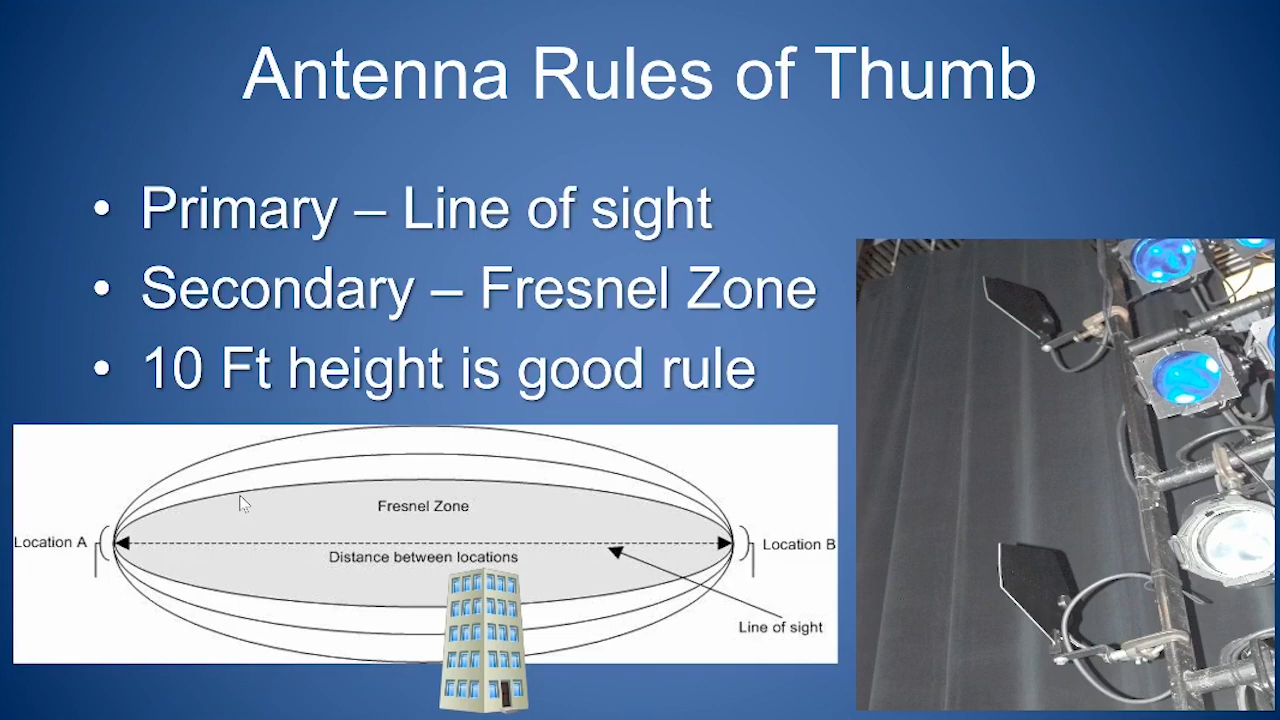 Antenna Rules of Thumb
• Primary – Line of sight
• Secondary – Fresnel Zone
• 10 Ft height is good rule
Fresnel Zone
Location A
Location B
Distance between locations
Line of sight